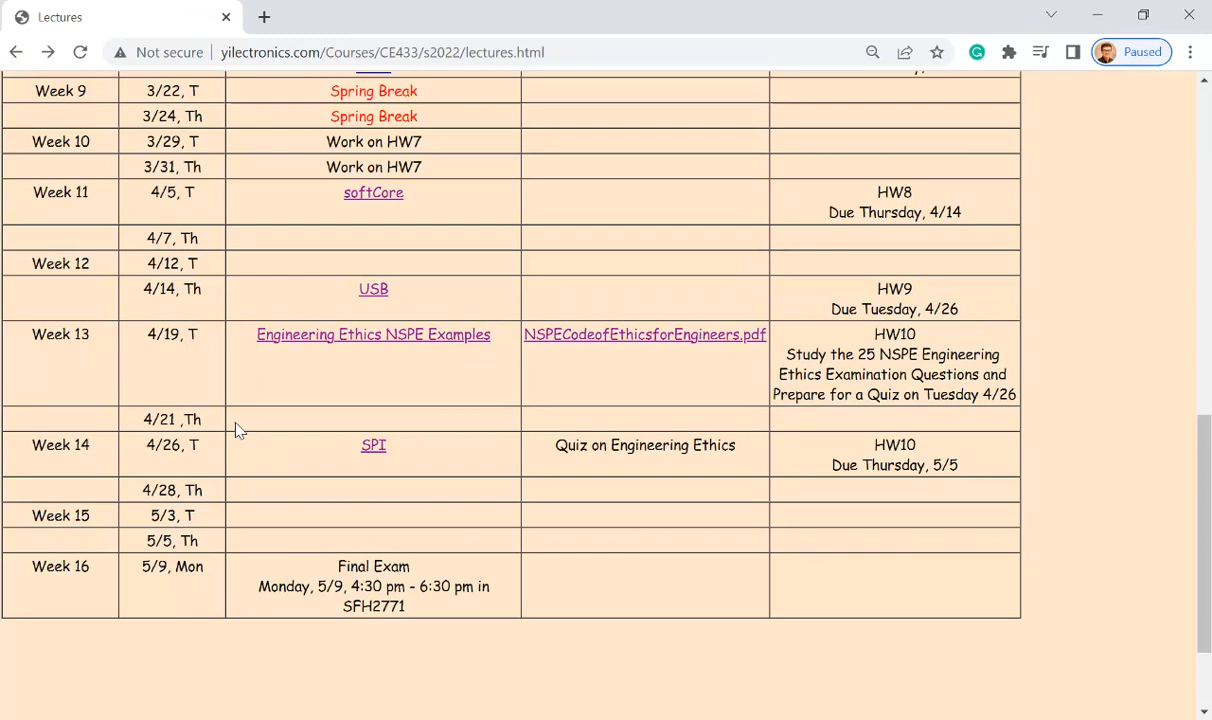 Lectures
Not secure
yilectronics.com/Courses/CE433/s2022/lectures.html
Paused
Week 9 3/22, T Spring Break
3/24, Th Spring Break
Week 10 3/29, T Work on HW7
3/31, Th Work on HW7
Week 11 4/5, T softCore HW8
Due Thursday, 4/14
4/7, Th
Week 12 4/12, T
4/14, Th USB HW9
Due Tuesday, 4/26
Week 13 4/19, T Engineering Ethics NSPE Examples NSPECodeofEthicsforEngineers.pdf HW10
Study the 25 NSPE Engineering
Ethics Examination Questions and
Prepare for a Quiz on Tuesday 4/26
4/21 ,Th
Week 14 4/26, T SPI Quiz on Engineering Ethics HW10
Due Thursday, 5/5
4/28, Th
Week 15 5/3, T
5/5, Th
Week 16 5/9, Mon Final Exam
Monday, 5/9, 4:30 pm - 6:30 pm in
SFH2771